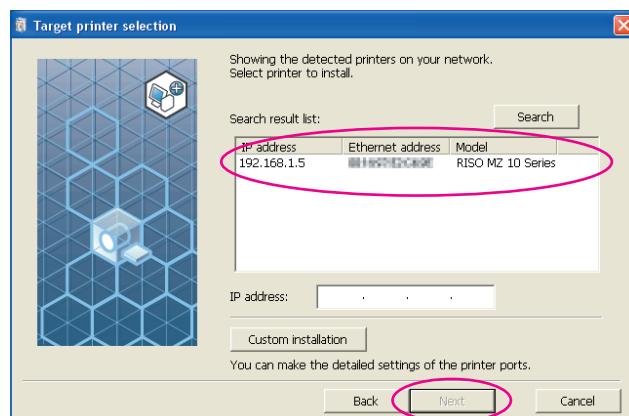 Target printer selection
Showing the detected printers on your network.
Select printer to install.
Search result list:
Search
IP address Ethernet address Model
192.168.1.5 RISO MZ 10 Series
IP address: . . .
Custom installation
You can make the detailed settings of the printer ports.
Back Next Cancel